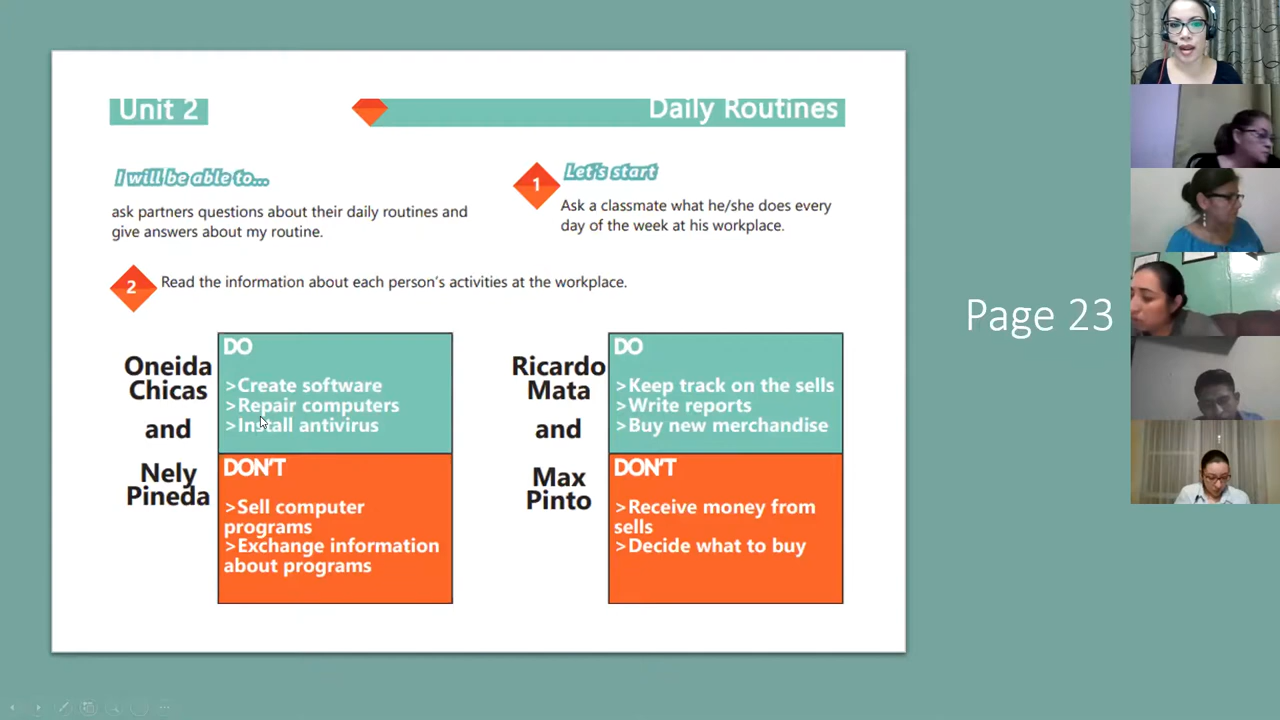 Unit 2
Daily Routines
I will be able to...
ask partners questions about their daily routines and
give answers about my routine.
1
Let's start
Ask a classmate what he/she does every
day of the week at his workplace.
2
Read the information about each person's activities at the workplace.
Oneida
Chicas
and
Nely
Pineda
DO
>Create software
>Repair computers
>Install antivirus
DON'T
>Sell computer
programs
>Exchange information
about programs
Ricardo
Mata
and
Max
Pinto
DO
>Keep track on the sells
>Write reports
>Buy new merchandise
DON'T
>Receive money from
sells
>Decide what to buy
Page 23